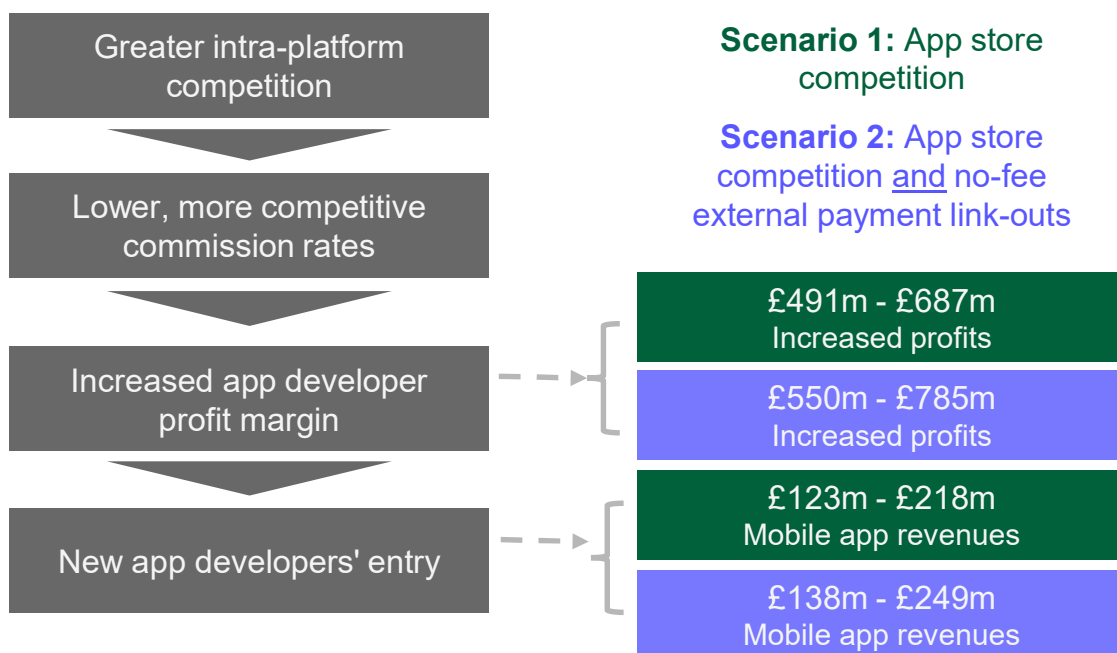 Greater intra-platform
competition
Lower, more competitive
commission rates
Increased app developer
profit margin
New app developers' entry
Scenario 1: App store
competition
Scenario 2: App store
competition and no-fee
external payment link-outs
£491m - £687m
Increased profits
£550m - £785m
Increased profits
£123m - £218m
Mobile app revenues
£138m - £249m
Mobile app revenues